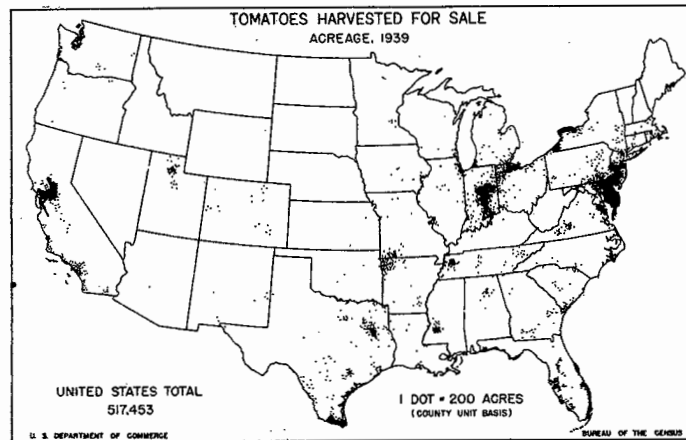 TOMATOES HARVESTED FOR SALE
ACREAGE, 1939
UNITED STATES TOTAL
517,453
1 DOT = 200 ACRES
(COUNTY UNIT BASIS)
U. S. DEPARTMENT OF COMMERCE
BUREAU OF THE CENSUS